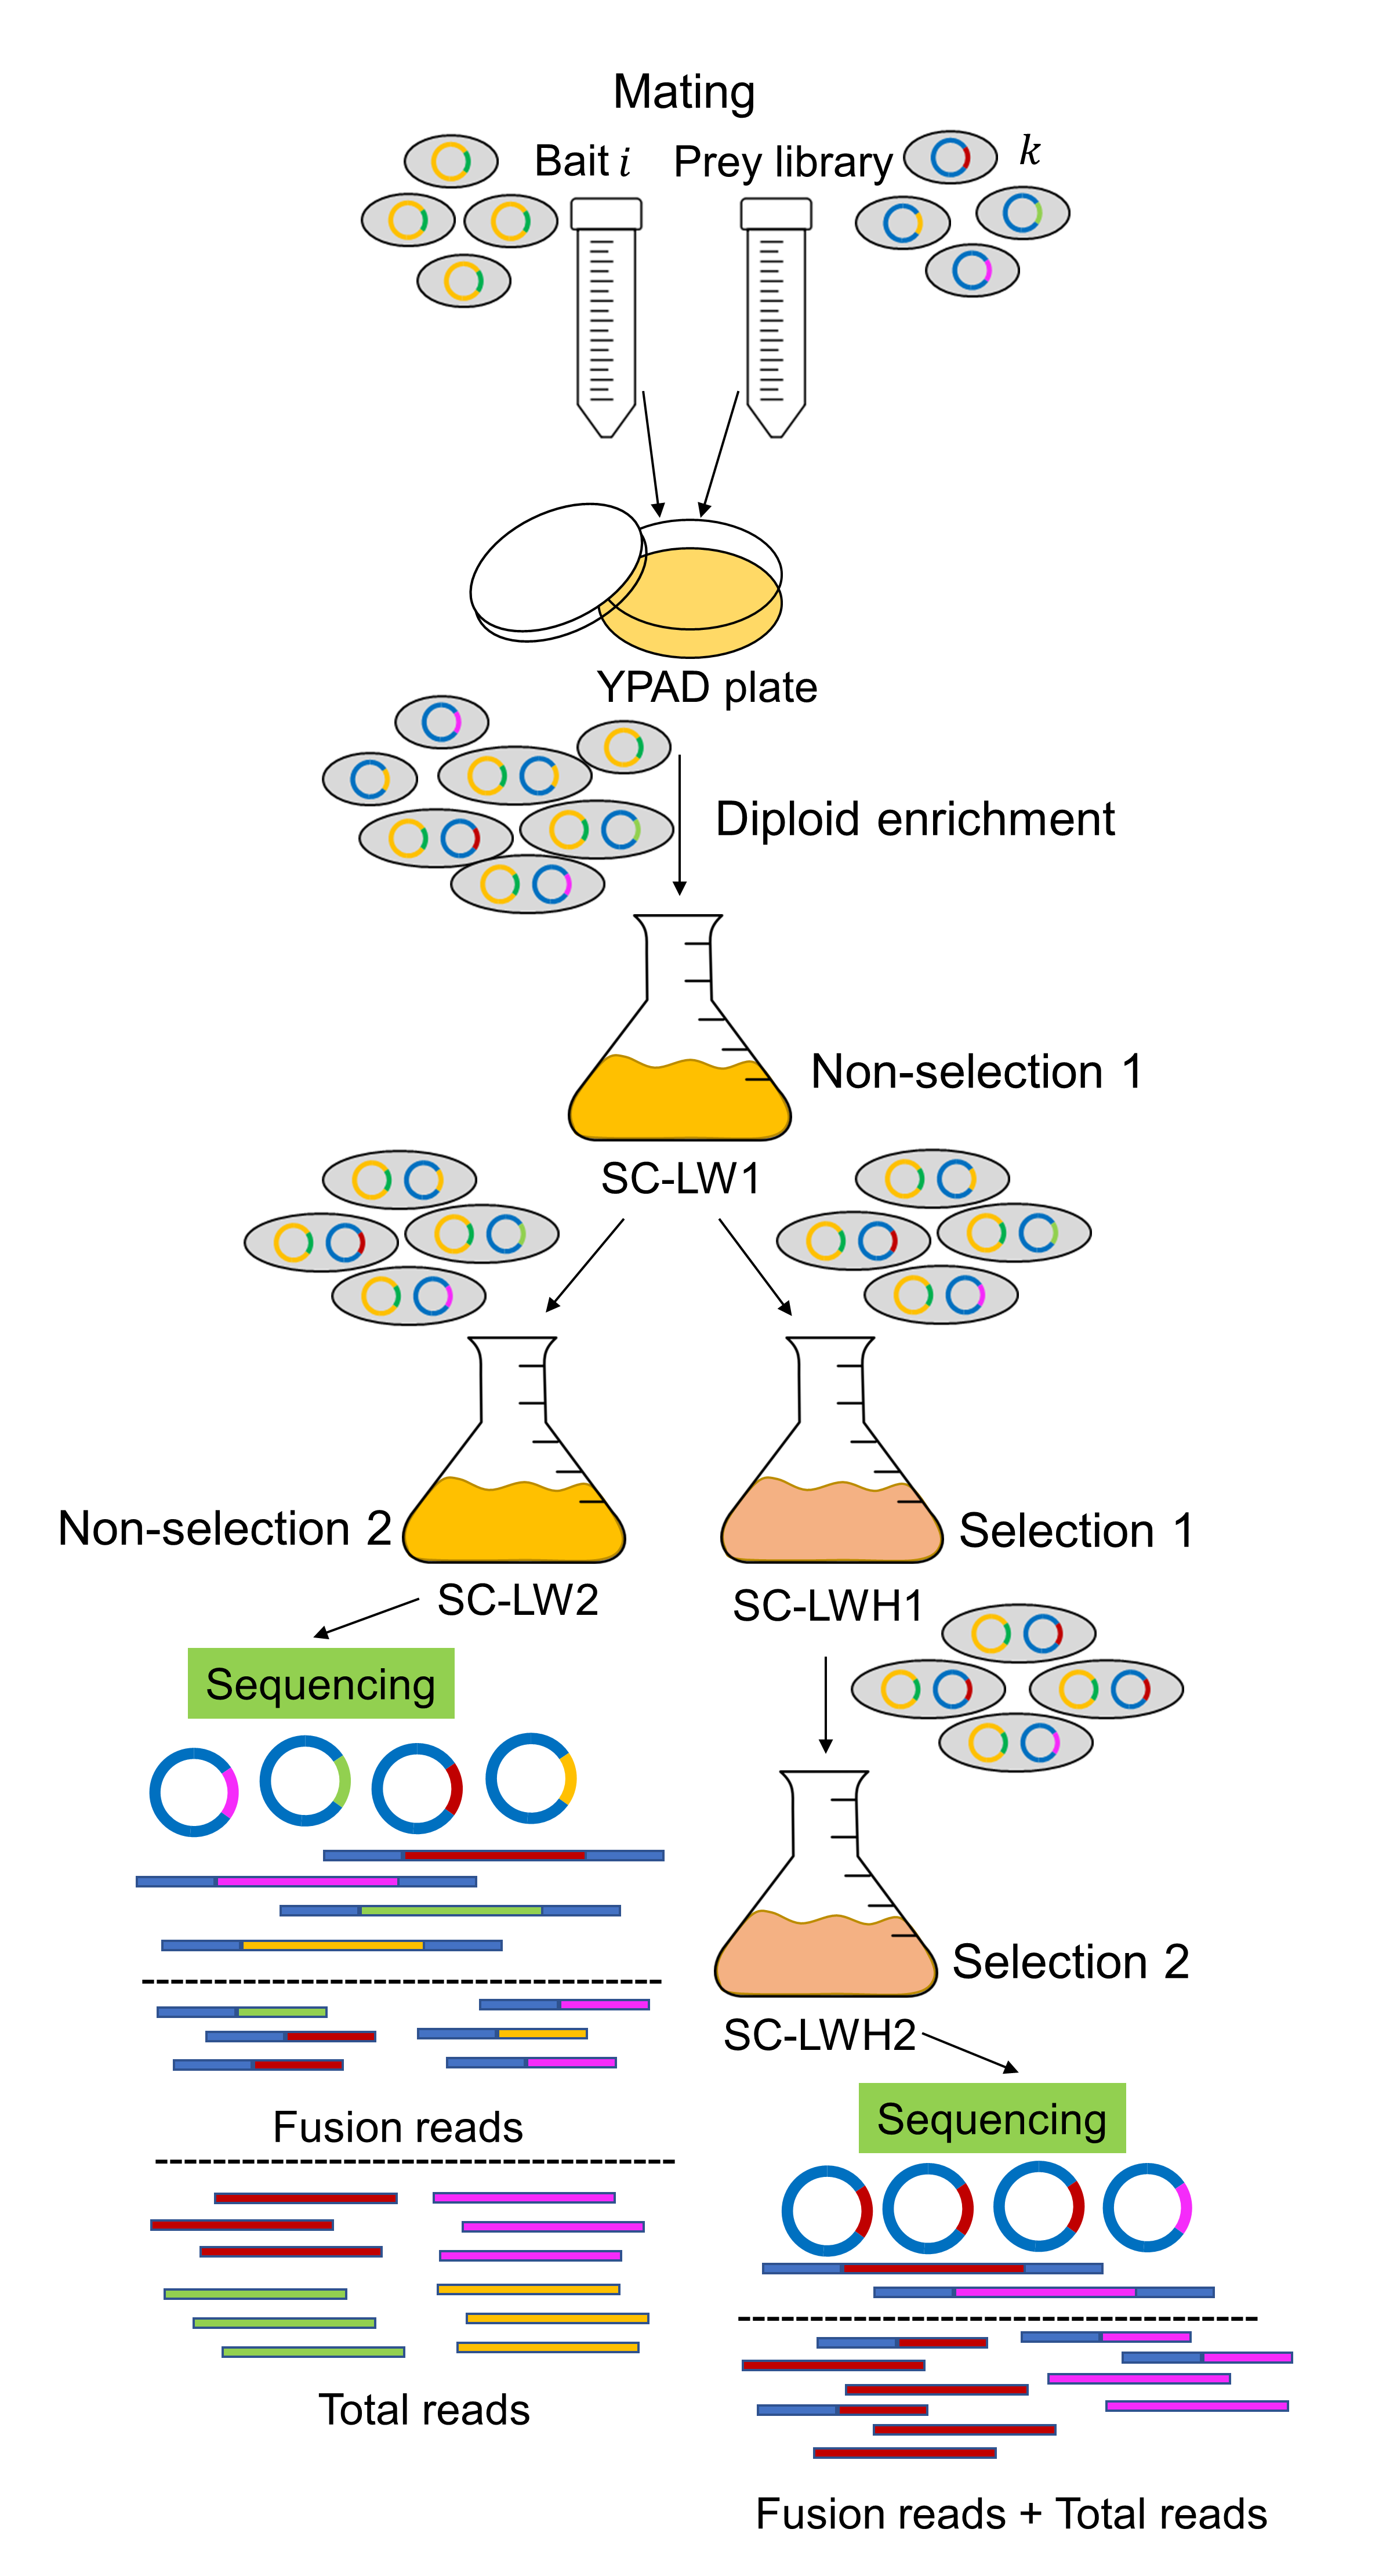 Mating
Bait i
Prey library
k
YPAD plate
Diploid enrichment
Non-selection 1
SC-LW1
Non-selection 2
Selection 1
SC-LW2
SC-LWH1
Sequencing
Selection 2
SC-LWH2
Fusion reads
Sequencing
Total reads
Fusion reads + Total reads